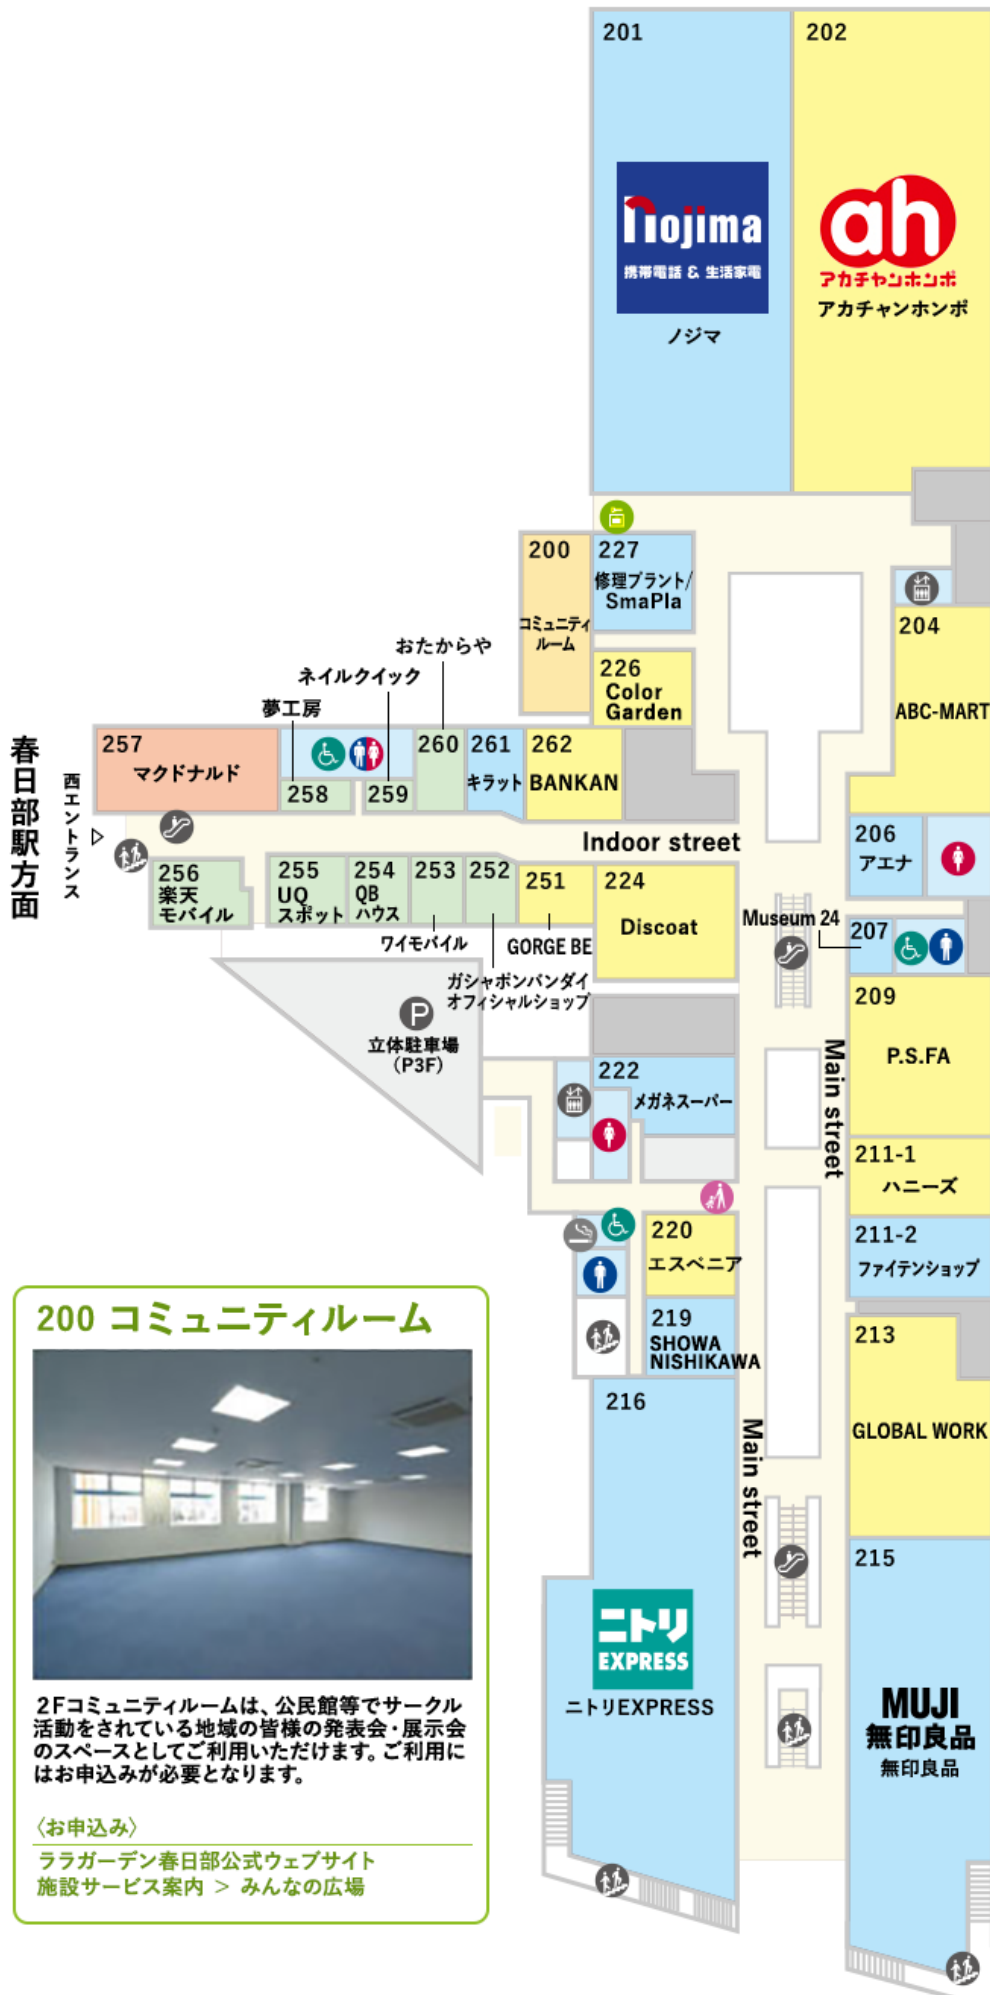 201
202
nojima
携帯電話 & 生活家電
ノジマ
ah
アカチャンホンポ
アカチャンホンポ
200
コミュニティ
ルーム
227
修理プラント/
SmaPla
204
ABC-MART
226
Color
Garden
おたからや
ネイルクイック
夢工房
春日部駅方面
西エントランス
257
マクドナルド
258
259
260
261
キラット
262
BANKAN
Indoor street
206
アエナ
256
楽天
モバイル
255
UQ
スポット
254
QB
ハウス
253
252
251
224
Discoat
ワイモバイル
GORGE BE
ガシャポンバンダイ
オフィシャルショップ
Museum 24
207
209
P.S.FA
P
立体駐車場
(P3F)
222
メガネスーパー
Main street
211-1
ハニーズ
211-2
ファイテンショップ
220
エスペニア
219
SHOWA
NISHIKAWA
213
GLOBAL WORK
216
Main street
ニトリ
EXPRESS
ニトリEXPRESS
215
MUJI
無印良品
無印良品
200 コミュニティルーム
2Fコミュニティルームは、公民館等でサークル
活動をされている地域の皆様の発表会・展示会
のスペースとしてご利用いただけます。ご利用に
はお申込みが必要となります。
〈お申込み〉
ララガーデン春日部公式ウェブサイト
施設サービス案内 > みんなの広場